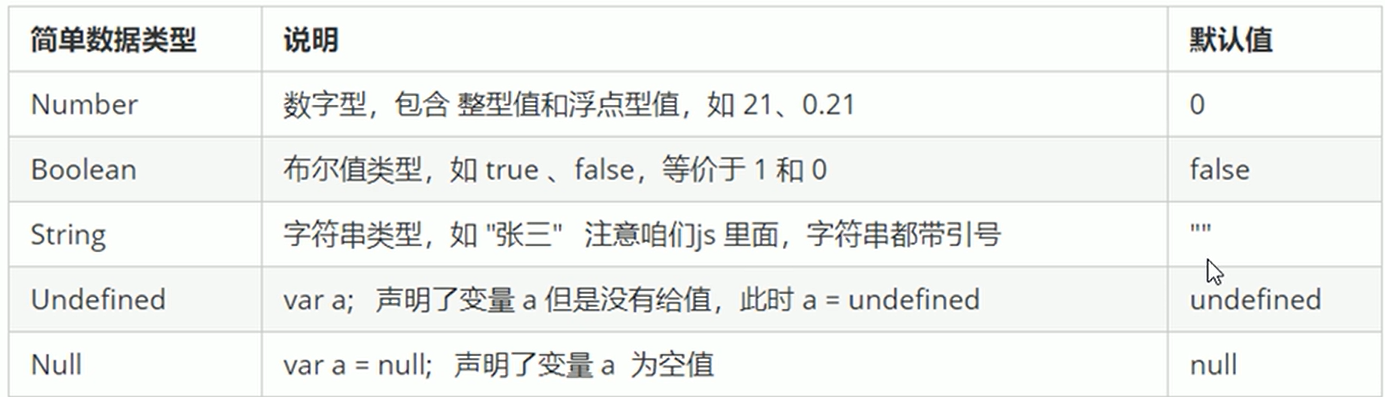 简单数据类型 说明 默认值
Number 数字型，包含 整型值和浮点型值，如 21、0.21 0
Boolean 布尔值类型，如 true 、false，等价于 1 和 0 false
String 字符串类型，如 "张三" 注意咱们js 里面，字符串都带引号 ""
Undefined var a; 声明了变量 a 但是没有给值，此时 a = undefined undefined
Null var a = null; 声明了变量 a 为空值 null